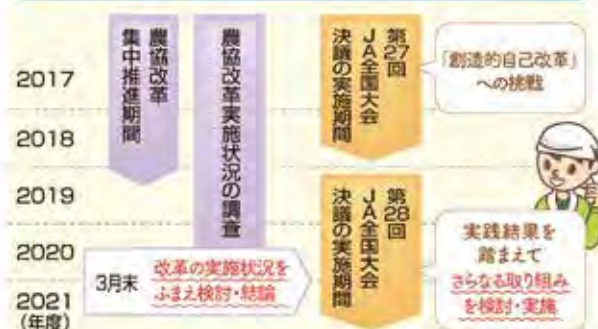 2017
2018
2019
2020
2021
(年度)
農協改革
集中推進期間
農協改革実施状況の調査
3月末
改革の実施状況を
ふまえ検討・結論
第27回
JA全国大会
決議の実施期間
「創造的自己改革」
への挑戦
第28回
JA全国大会
決議の実施期間
実践結果を
踏まえて
さらなる取り組み
を検討・実施